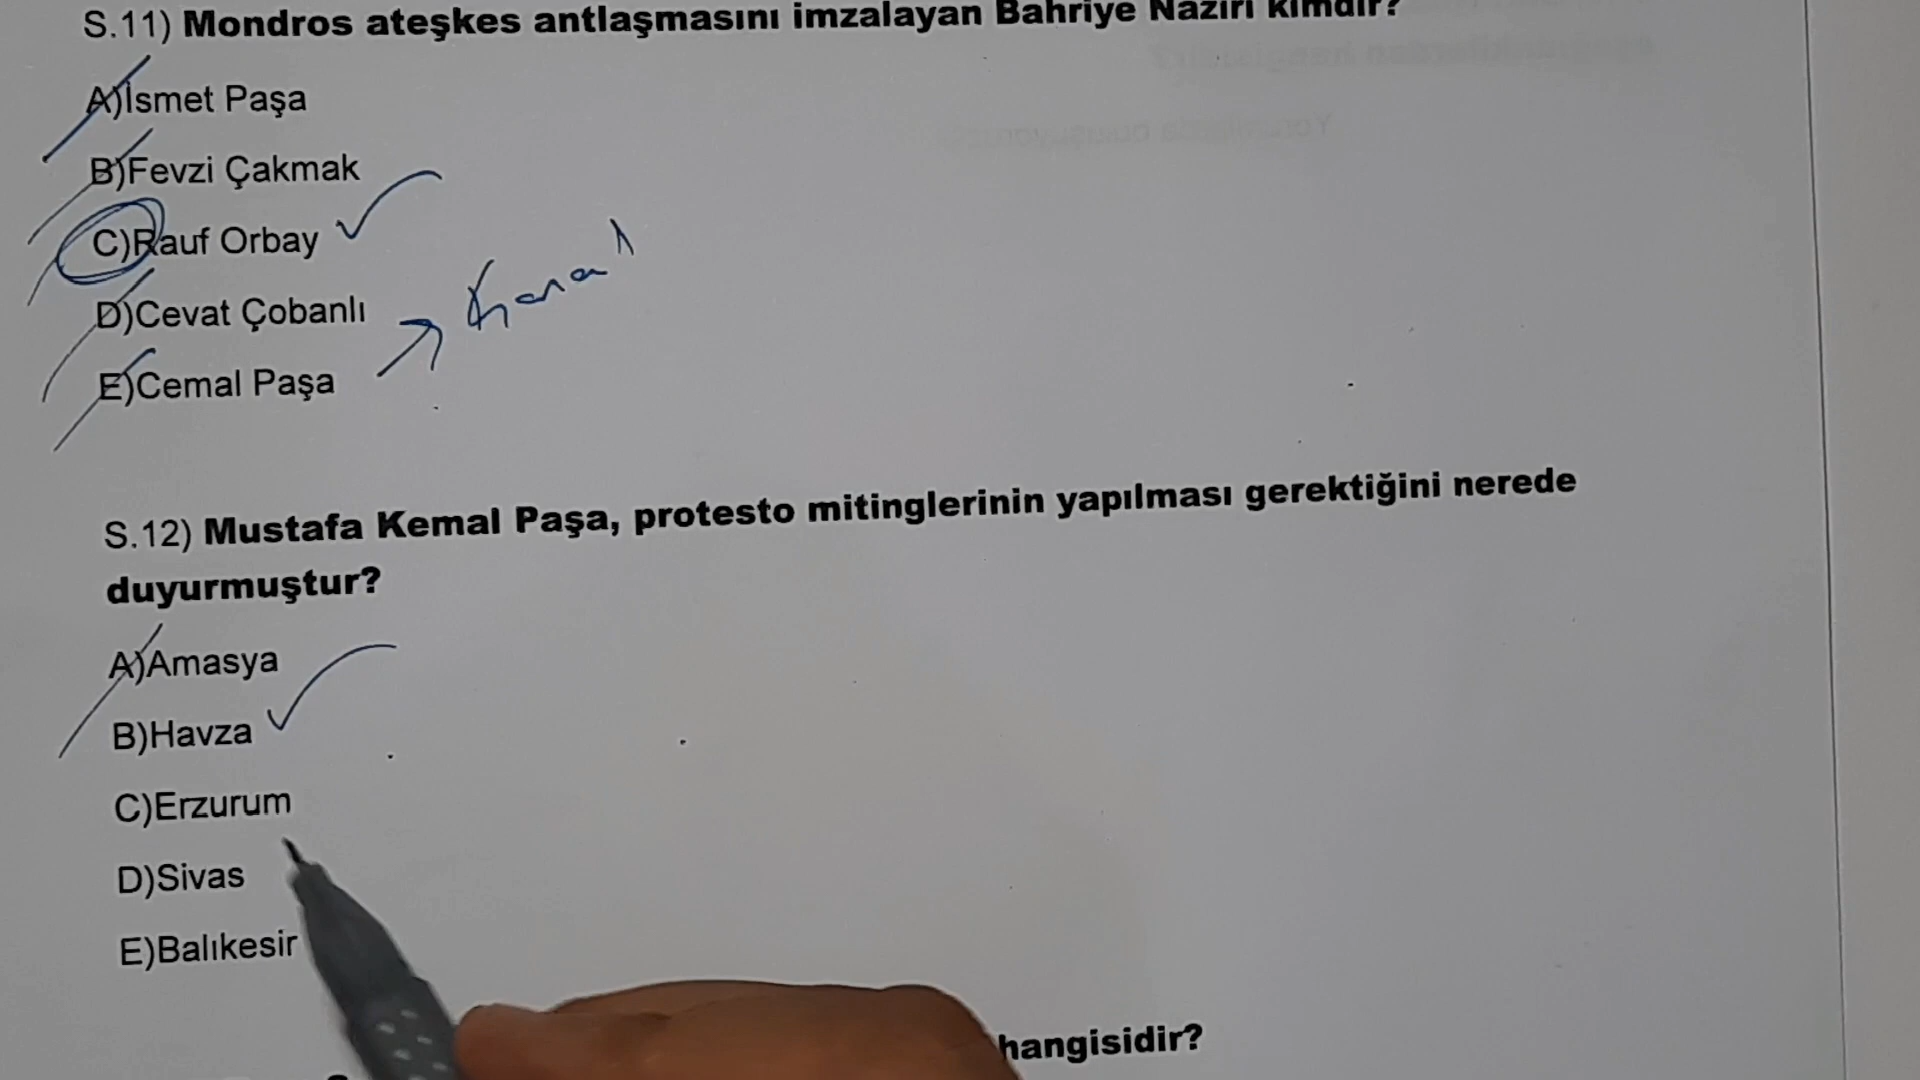 S.11) Mondros ateşkes antlaşmasını imzalayan Bahriye Nazırı kimdir?
A)İsmet Paşa
B)Fevzi Çakmak
C)Rauf Orbay
D)Cevat Çobanlı
Kanal
E)Cemal Paşa
S.12) Mustafa Kemal Paşa, protesto mitinglerinin yapılması gerektiğini nerede
duyurmuştur?
A)Amasya
B)Havza
C)Erzurum
D)Sivas
E)Balıkesir
hangisidir?